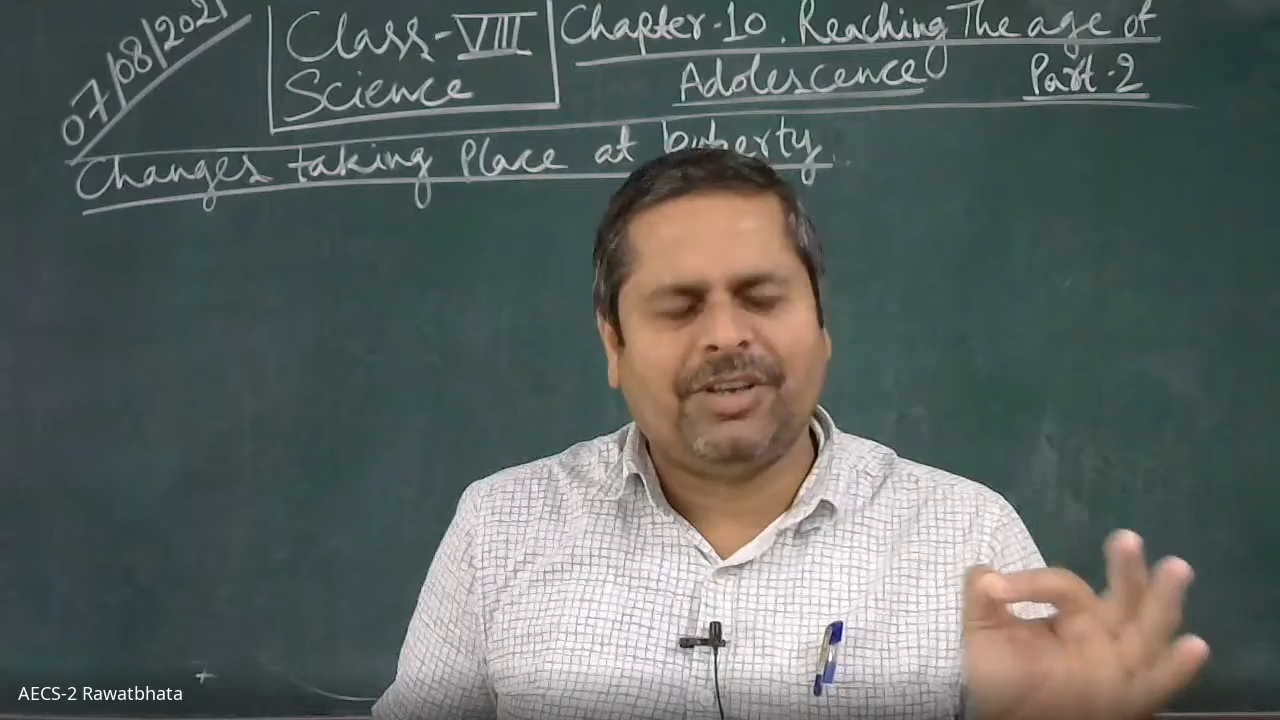 07/08/2021
Class-VIII
Science
Chapter-10. Reaching The age of
Adolescence
Part-2
Changes taking Place at Puberty
AECS-2 Rawatbhata